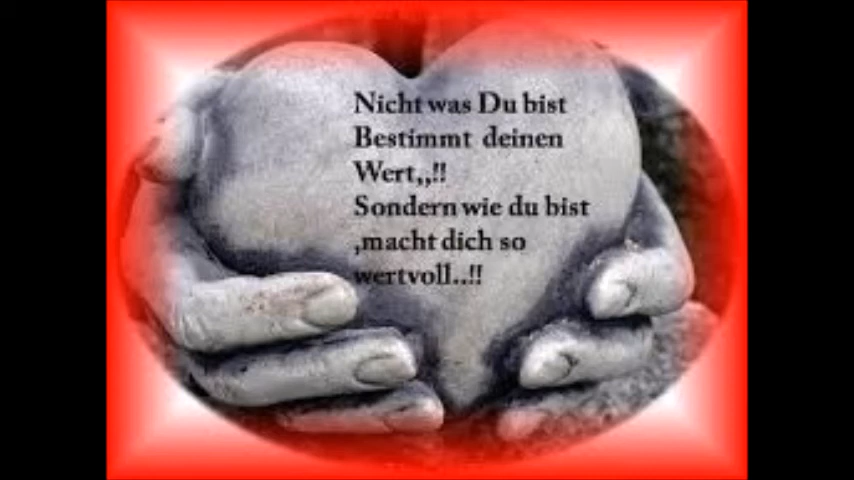 Nicht was Du bist
Bestimmt deinen
Wert,,!!
Sondern wie du bist
,macht dich so
wertvoll..!!